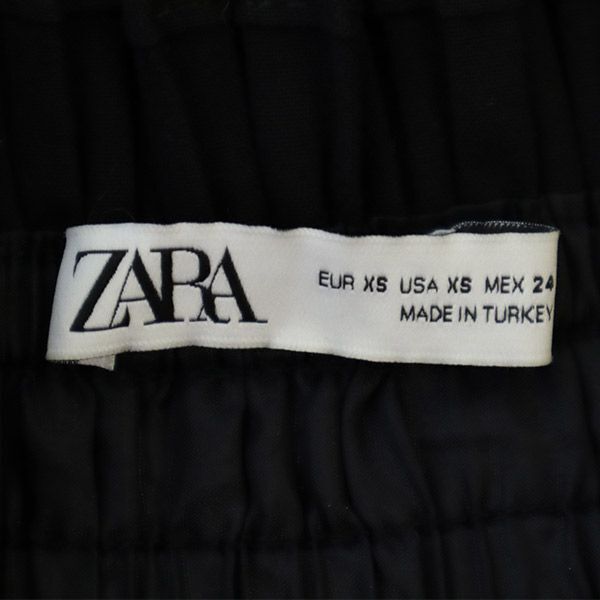 ZARA
EUR XS USA XS MEX 24
MADE IN TURKEY